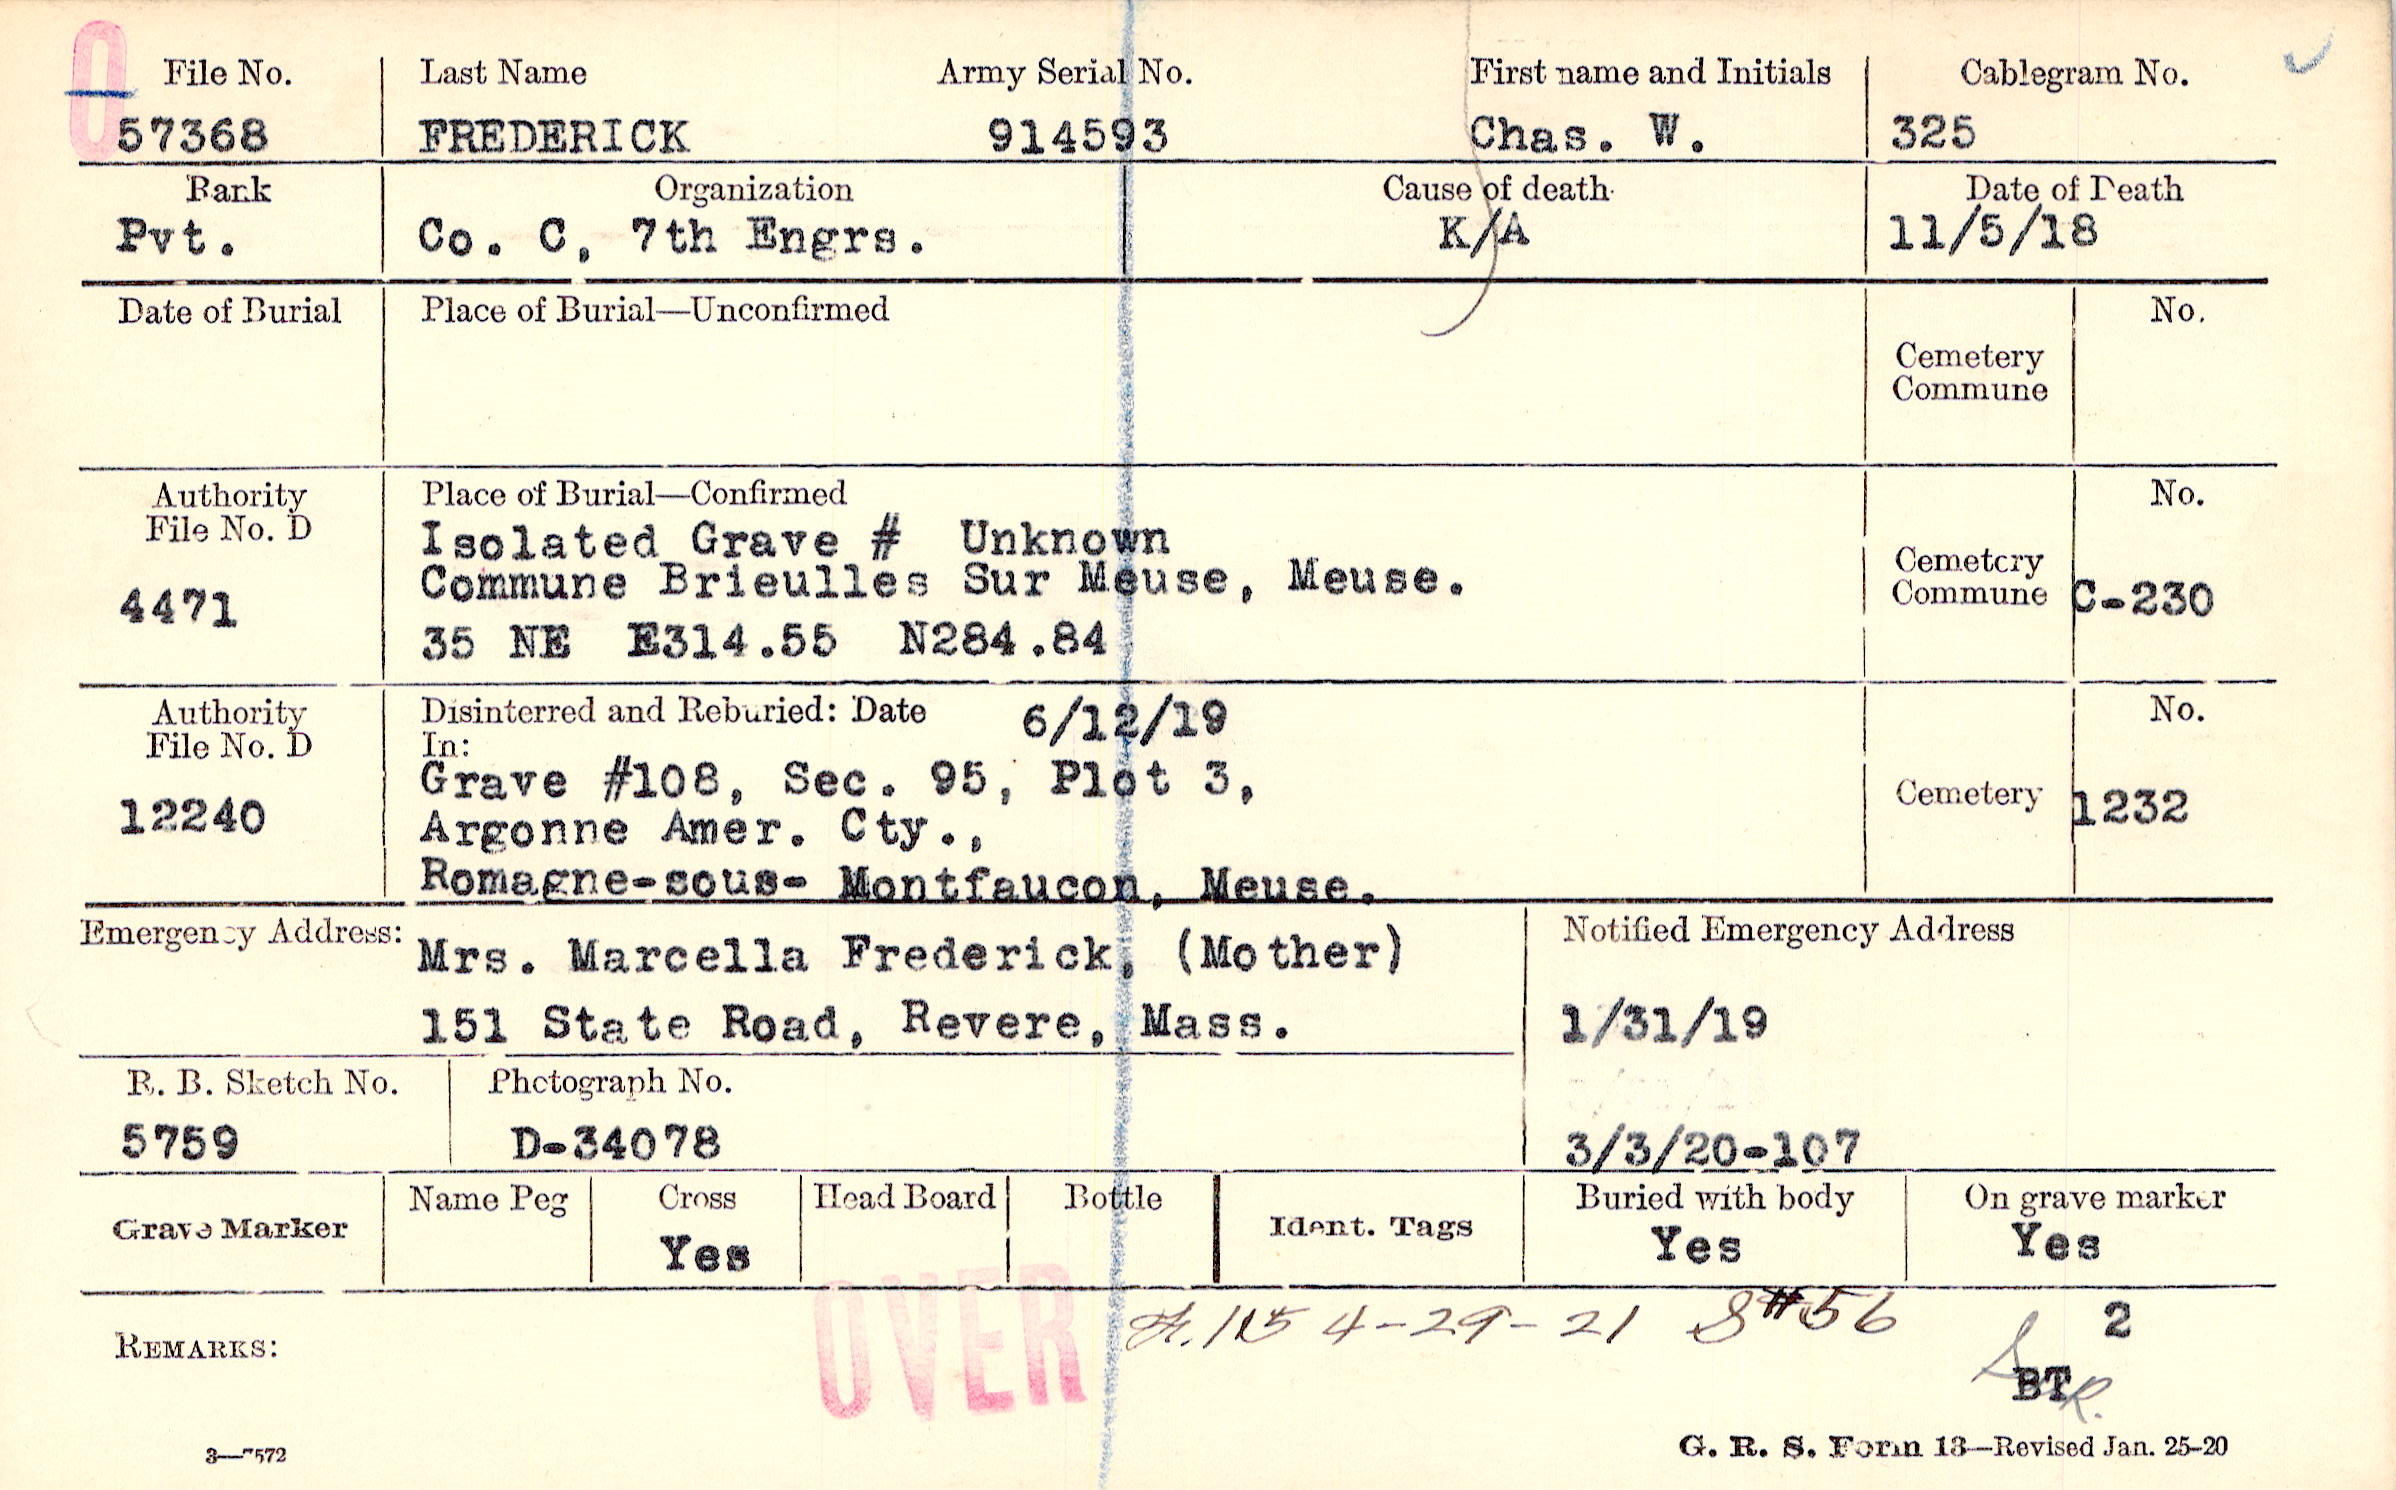 O
File No. Last Name Army Serial No. First name and Initials Cablegram No.
57368 FREDERICK 914593 Chas. W. 325
Rank Organization Cause of death Date of Death
Pvt. Co. C, 7th Engrs. K/A 11/5/18
Date of Burial Place of Burial—Unconfirmed No.
Cemetery
Commune
Authority Place of Burial—Confirmed No.
File No. D
Isolated Grave # Unknown
Commune Brieulles Sur Meuse, Meuse.
Cemetery
Commune C-230
4471
35 NE E314.55 N284.84
Authority Disinterred and Reburied: Date 6/12/19 No.
File No. D In:
Grave #108, Sec. 95, Plot 3,
12240 Argonne Amer. Cty., Cemetery 1232
Romagne-sous- Montfaucon, Meuse.
Emergency Address: Notified Emergency Address
Mrs. Marcella Frederick, (Mother)
151 State Road, Revere, Mass. 1/31/19
R. B. Sketch No. Photograph No.
5759 D-34078 3/3/20-107
Grave Marker Name Peg Cross Head Board Bottle Ident. Tags Buried with body On grave marker
Yes Yes Yes
OVER
4-29-21 S#56 2
REMARKS:
BT
3—7572 G. R. S. Form 13—Revised Jan. 25-20